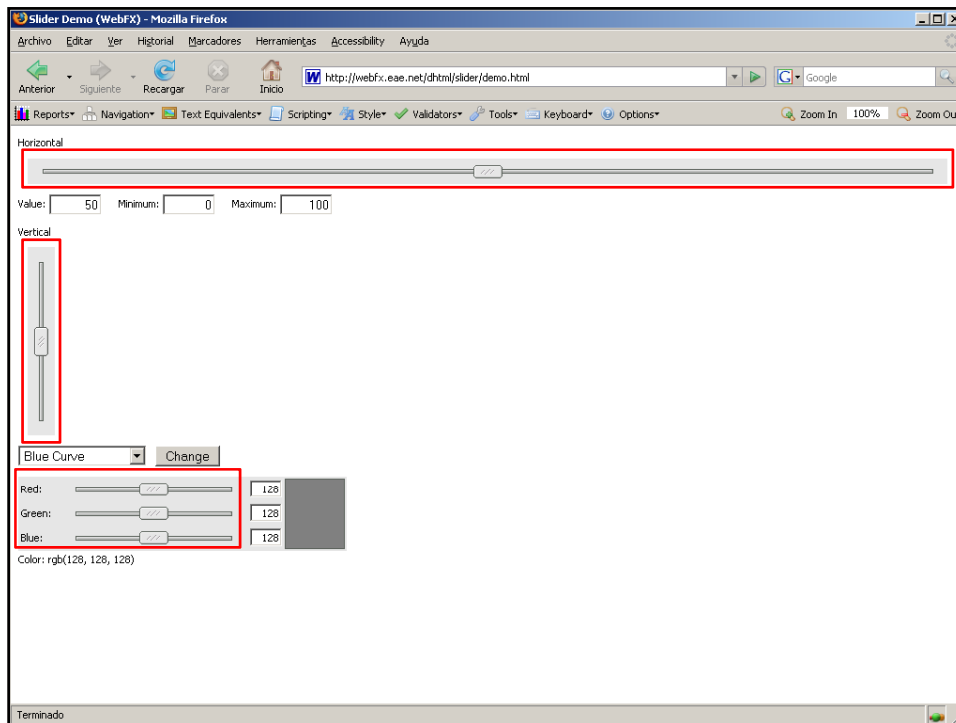 Slider Demo (WebFX) - Mozilla Firefox
Archivo Editar Ver Historial Marcadores Herramientas Accessibility Ayuda
Anterior Siguiente Recargar Parar Inicio W http://webfx.eae.net/dhtml/slider/demo.html G Google
Reports Navigation Text Equivalents Scripting Style Validators Tools Keyboard Options Zoom In 100% Zoom Ou
Horizontal
Value: 50 Minimum: 0 Maximum: 100
Vertical
Blue Curve Change
Red: 128
Green: 128
Blue: 128
Color: rgb(128, 128, 128)
Terminado